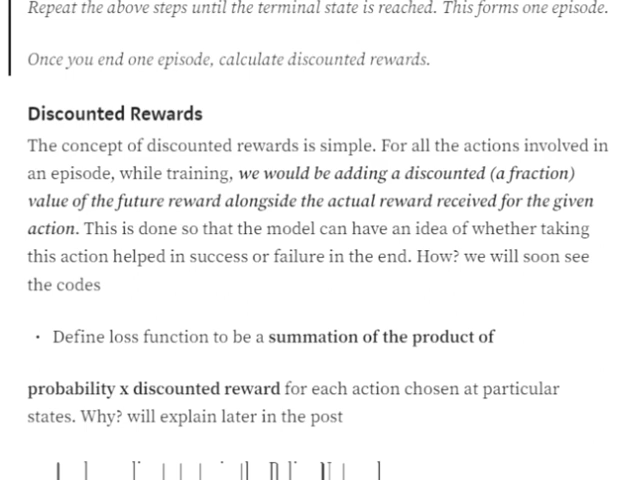 Repeat the above steps until the terminal state is reached. This forms one episode.
Once you end one episode, calculate discounted rewards.
Discounted Rewards
The concept of discounted rewards is simple. For all the actions involved in
an episode, while training, we would be adding a discounted (a fraction)
value of the future reward alongside the actual reward received for the given
action. This is done so that the model can have an idea of whether taking
this action helped in success or failure in the end. How? we will soon see
the codes
• Define loss function to be a summation of the product of
probability x discounted reward for each action chosen at particular
states. Why? will explain later in the post